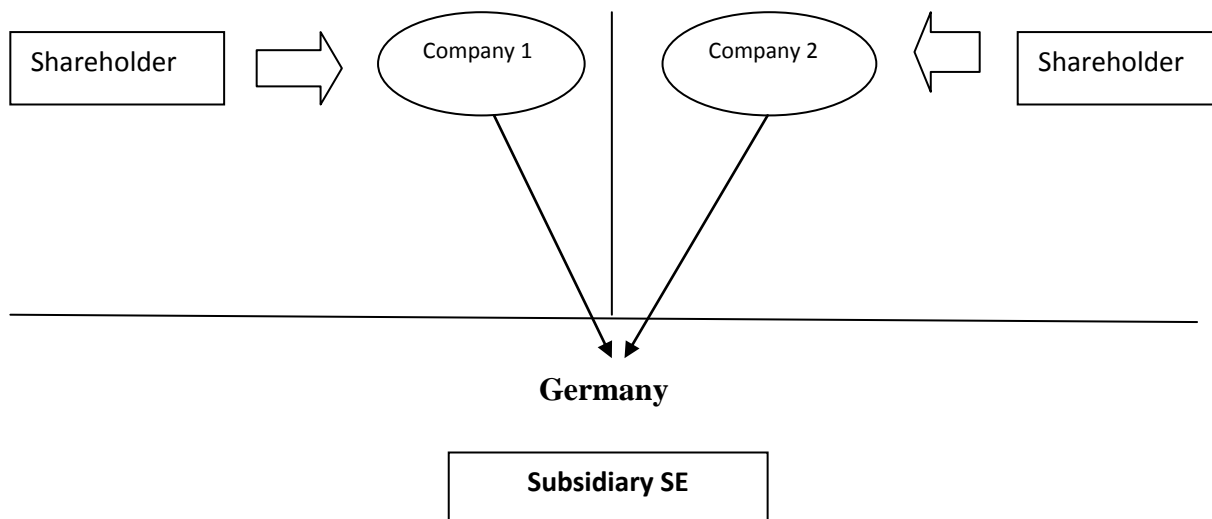 Shareholder
Company 1
Company 2
Shareholder
Germany
Subsidiary SE